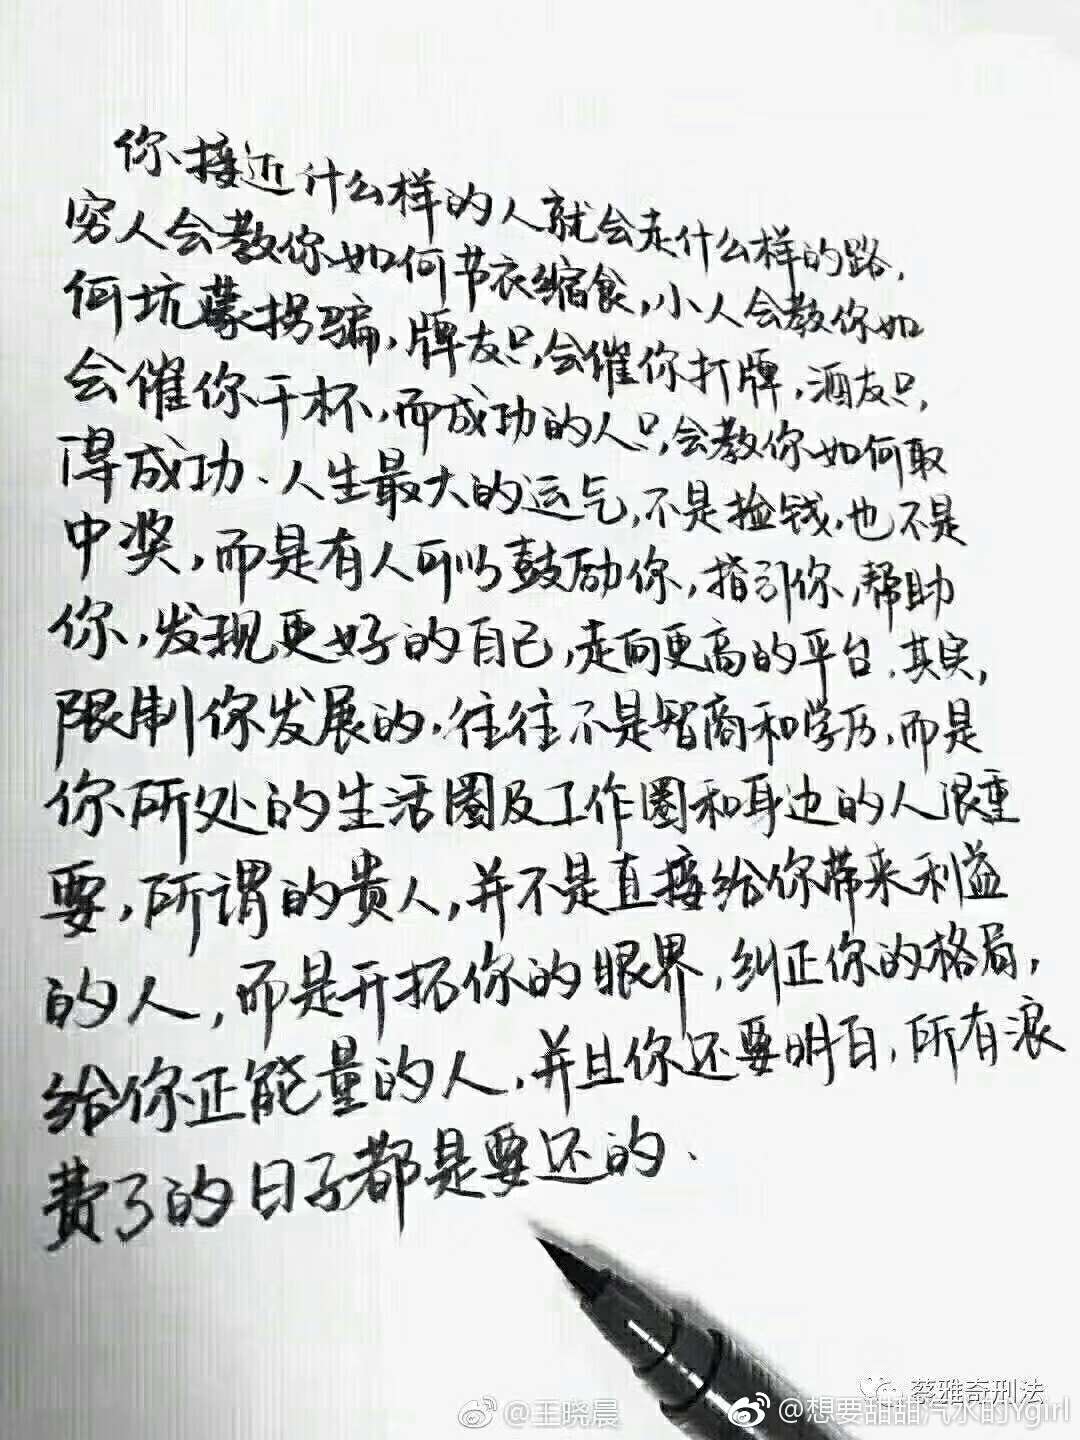 你接近什么样的人就会走什么样的路，
穷人会教你如何节衣缩食，小人会教你如
何坑蒙拐骗，牌友只会催你打牌，酒友只
会催你干杯，而成功的人只会教你如何取
得成功、人生最大的运气，不是捡钱，也不是
中奖，而是有人可以鼓励你，指引你，帮助
你，发现更好的自己，走向更高的平台．其实，
限制你发展的，往往不是智商和学历，而是
你所处的生活圈及工作圈和身边的人很重
要，所谓的贵人，并不是直接给你带来利益
的人，而是开拓你的眼界，纠正你的格局，
给你正能量的人，并且你还要明白，所有浪
费了的日子都是要还的、
蔡雅奇刑法
@王晓晨
@想要甜甜汽水的Ygirl